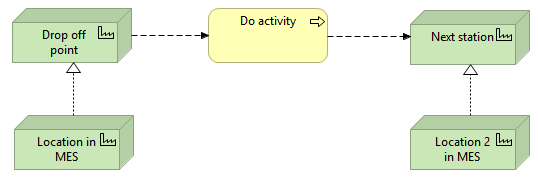 Drop off
point
Do activity
Next station
Location in
MES
Location 2
in MES